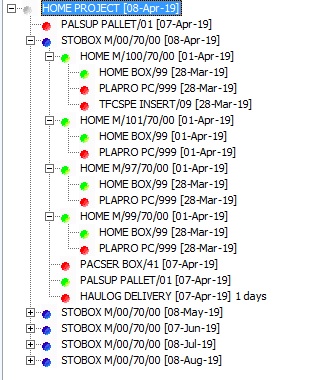 HOME PROJECT [08-Apr-19]
PALSUP PALLET/01 [07-Apr-19]
STOBOX M/00/70/00 [08-Apr-19]
HOME M/100/70/00 [01-Apr-19]
HOME BOX/99 [28-Mar-19]
PLAPRO PC/999 [28-Mar-19]
TFCSPE INSERT/09 [28-Mar-19]
HOME M/101/70/00 [01-Apr-19]
HOME BOX/99 [01-Apr-19]
PLAPRO PC/999 [01-Apr-19]
HOME M/97/70/00 [01-Apr-19]
HOME BOX/99 [28-Mar-19]
PLAPRO PC/999 [28-Mar-19]
HOME M/99/70/00 [01-Apr-19]
HOME BOX/99 [28-Mar-19]
PLAPRO PC/999 [28-Mar-19]
PACSER BOX/41 [07-Apr-19]
PALSUP PALLET/01 [07-Apr-19]
HAULOG DELIVERY [07-Apr-19] 1 days
STOBOX M/00/70/00 [08-May-19]
STOBOX M/00/70/00 [07-Jun-19]
STOBOX M/00/70/00 [08-Jul-19]
STOBOX M/00/70/00 [08-Aug-19]